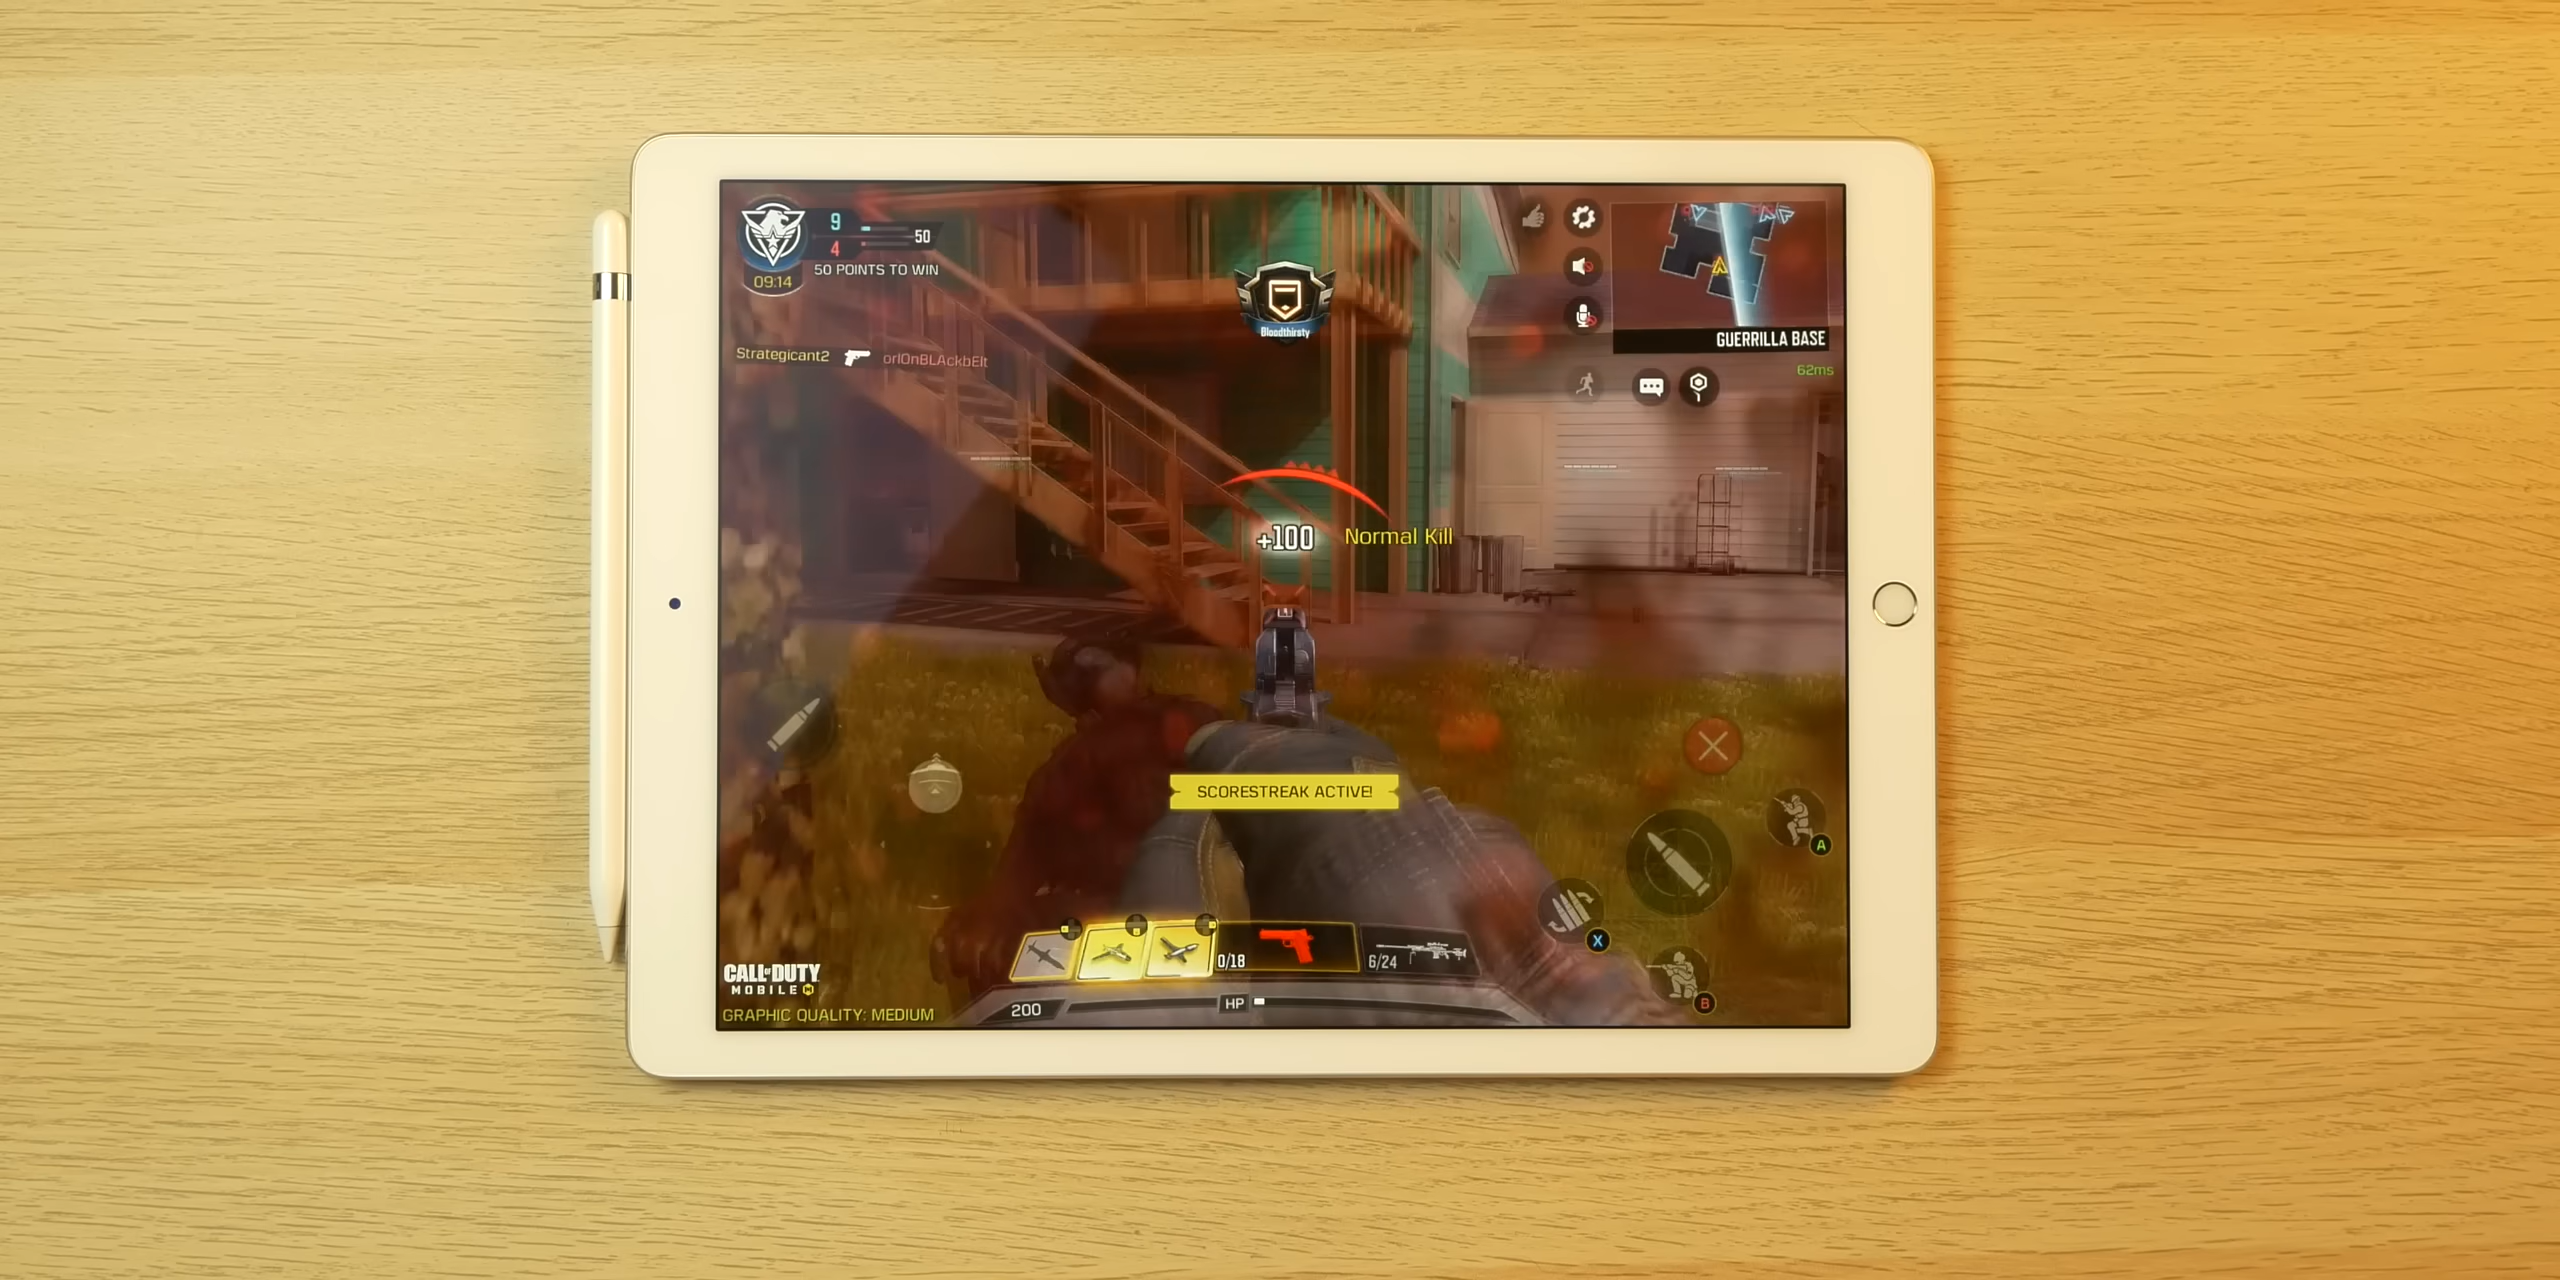 9
4
50
50 POINTS TO WIN
09:14
Bloodthirsty
GUERRILLA BASE
62ms
Strategicant2 orI0nBLAckbElt
+100 Normal Kill
SCORESTREAK ACTIVE!
A
X
B
0/18
6/24
200
HP
CALL OF DUTY
MOBILE
GRAPHIC QUALITY: MEDIUM